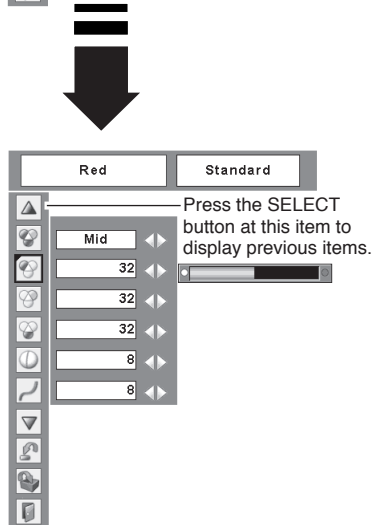 Red Standard
Press the SELECT
button at this item to
display previous items.
Mid
32
32
32
8
8